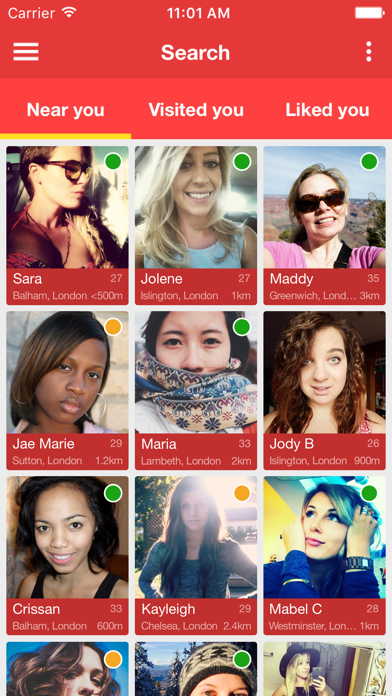 Carrier 11:01 AM
Search
Near you Visited you Liked you
Sara 27 Jolene 27 Maddy 35
Balham, London <500m Islington, London 1km Greenwich, Lond... 3km
Jae Marie 29 Maria 33 Jody B 26
Sutton, London 1.2km Lambeth, London 2km Islington, London 900m
Crissan 33 Kayleigh 29 Mabel C 28
Balham, London 600m Chelsea, London 2.4km Westminster, Lon... 1km